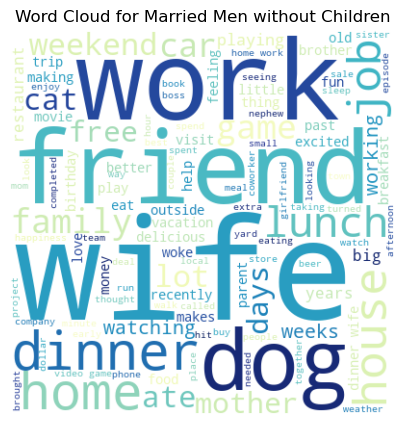 Word Cloud for Married Men without Children
weekend
car
work
job
cat
free
game
friend
family
lunch
wife
house
dinner
dog
home
ate
mother
lot
days
watching
weeks
working
playing
brother
old
sister
episode
trip
making
restaurant
movie
feeling
little
thing
fun
home work
seeing
sale
sleep
book
boss
enjoy
nephew
past
excited
visit
better
play
way
birthday
mom
completed
help
small
coworker
looking
girlfriend
breakfast
afternoon
spent
meal
eat
outside
extra
taking
turned
vacation
delicious
yard
eating
watch
love
team
woke
money
deal
local
store
beer
parent
big
years
recently
makes
called
thought
run
project
company
dollar
hit
buy
people
together
dinner wife
video game
phone
food
place
needed
brought
weather
happiness
hour